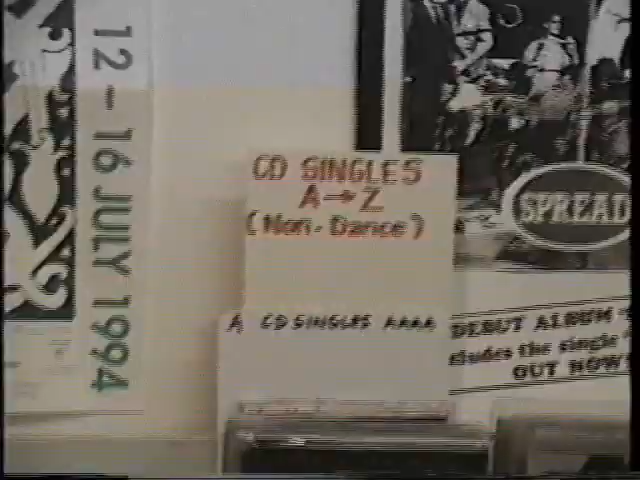 12 - 16 JULY 1994
CD SINGLES
A→Z
(Non-Dance)
A CD SINGLES AAAA
SPREAD
DEBUT ALBUM
cludes the single
OUT NOW